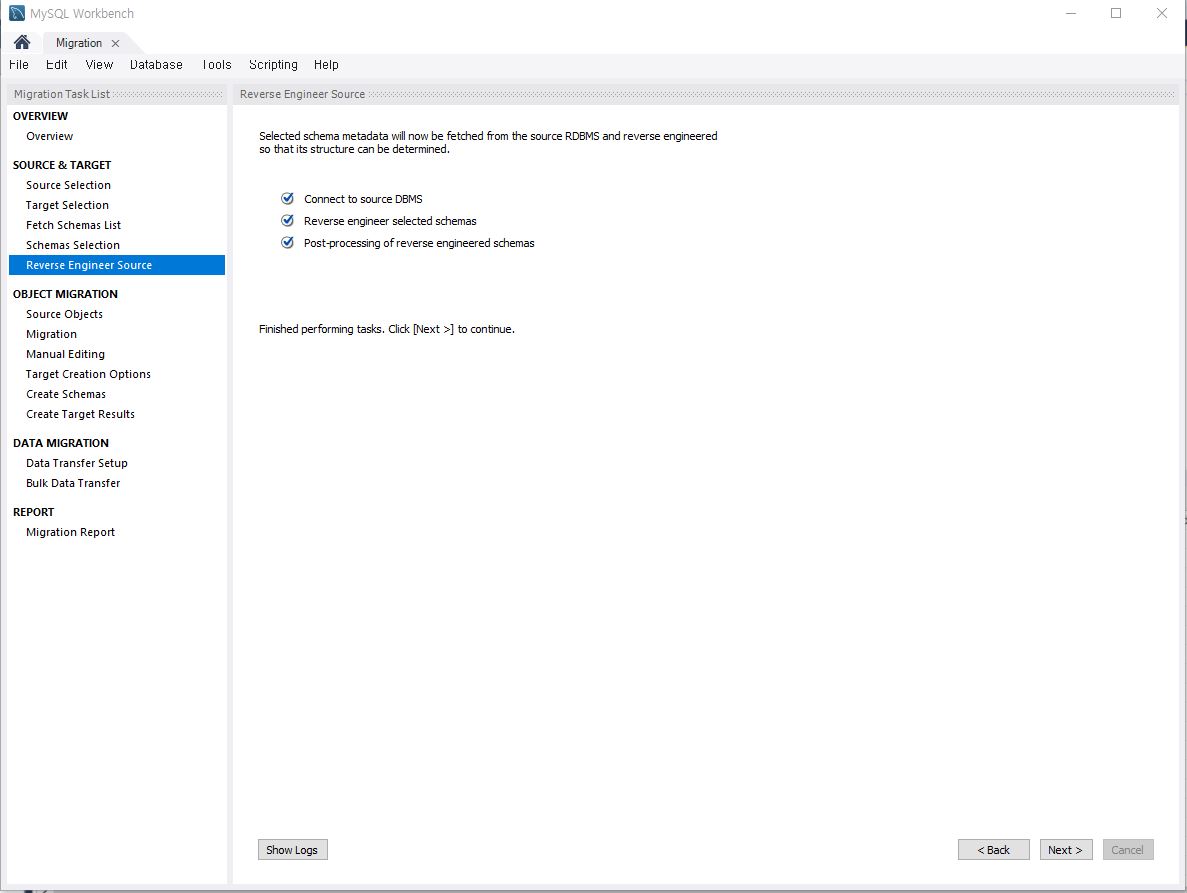 MySQL Workbench
Migration
File Edit View Database Tools Scripting Help
Migration Task List
OVERVIEW
Overview
SOURCE & TARGET
Source Selection
Target Selection
Fetch Schemas List
Schemas Selection
Reverse Engineer Source
OBJECT MIGRATION
Source Objects
Migration
Manual Editing
Target Creation Options
Create Schemas
Create Target Results
DATA MIGRATION
Data Transfer Setup
Bulk Data Transfer
REPORT
Migration Report
Reverse Engineer Source
Selected schema metadata will now be fetched from the source RDBMS and reverse engineered
so that its structure can be determined.
Connect to source DBMS
Reverse engineer selected schemas
Post-processing of reverse engineered schemas
Finished performing tasks. Click [Next >] to continue.
Show Logs
< Back
Next >
Cancel